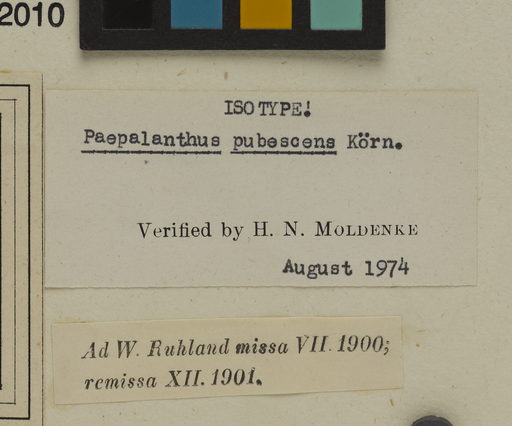 2010
ISOTYPE!
Paepalanthus pubescens Körn.
Verified by H. N. MOLDENKE
August 1974
Ad W. Ruhland missa VII. 1900;
remissa XII. 1901.